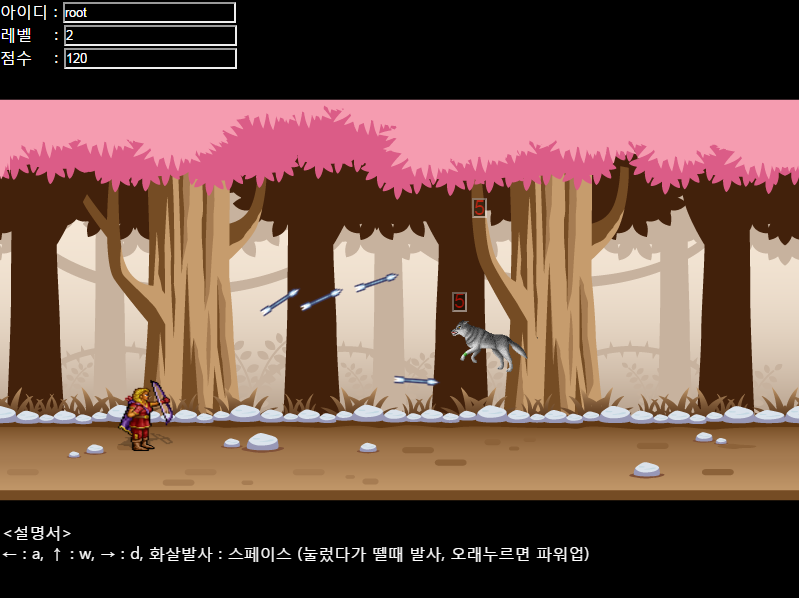 아이디 : root
레벨 : 2
점수 : 120
5
5
<설명서>
← : a, ↑ : w, → : d, 화살발사 : 스페이스 (눌렀다가 뗄때 발사, 오래누르면 파워업)